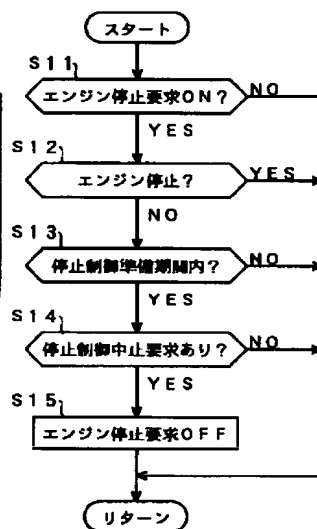 スタート
S11
エンジン停止要求ON?
NO
YES
S12
エンジン停止?
YES
NO
S13
停止制御準備期間内?
NO
YES
S14
停止制御中止要求あり?
NO
YES
S15
エンジン停止要求OFF
リターン